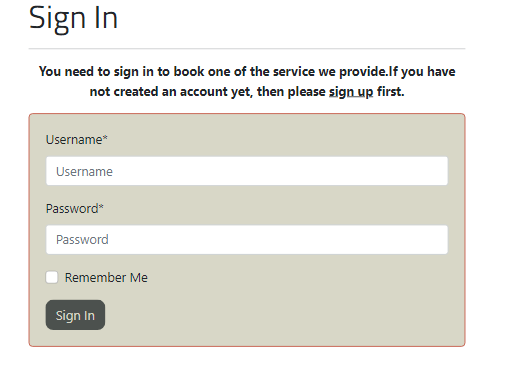 Sign In
You need to sign in to book one of the service we provide.If you have
not created an account yet, then please sign up first.
Username*
Username
Password*
Password
Remember Me
Sign In